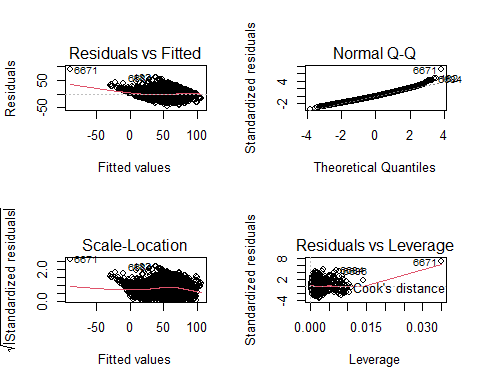 Residuals vs Fitted
Residuals
-50
50
6671
-50
0
50
100
Fitted values
Normal Q-Q
Standardized residuals
-2
2
4
6671
-4
-2
0
2
4
Theoretical Quantiles
Scale-Location
√|Standardized residuals|
0.0
1.0
2.0
6671
-50
0
50
100
Fitted values
Residuals vs Leverage
Standardized residuals
-4
2
8
6671
Cook's distance
0.000
0.015
0.030
Leverage